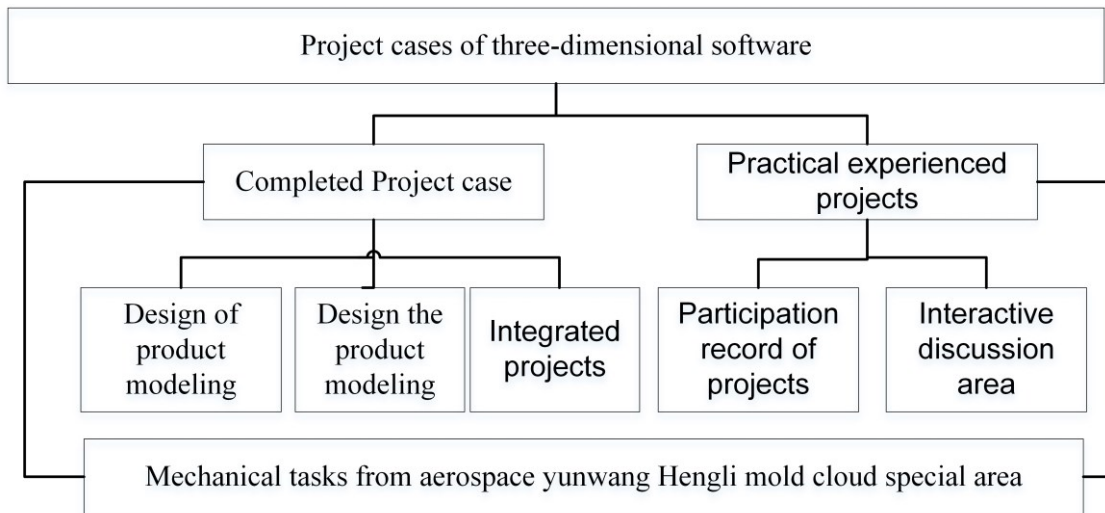 Project cases of three-dimensional software
Completed Project case
Practical experienced
projects
Design of
product
modeling
Design the
product
modeling
Integrated
projects
Participation
record of
projects
Interactive
discussion
area
Mechanical tasks from aerospace yunwang Hengli mold cloud special area